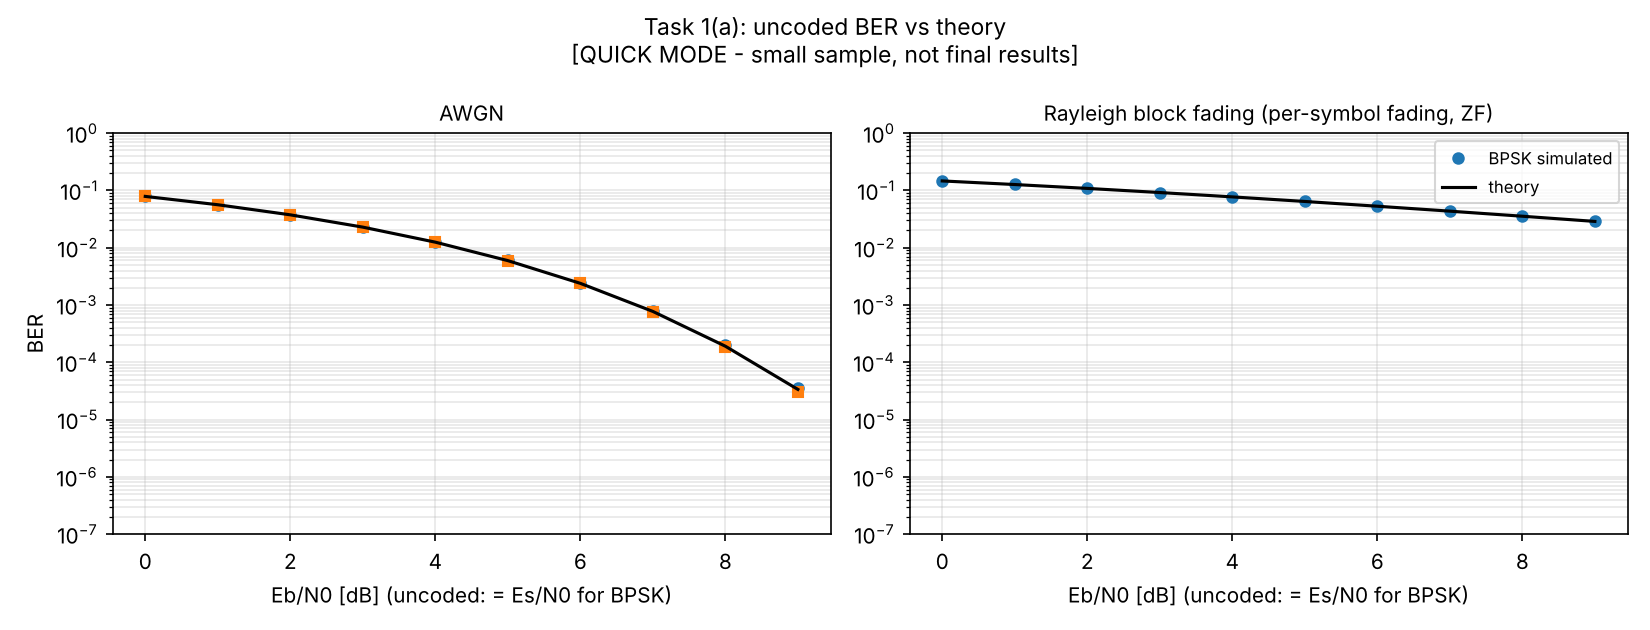 Task 1(a): uncoded BER vs theory
[QUICK MODE - small sample, not final results]
AWGN
BER
10⁰
10⁻¹
10⁻²
10⁻³
10⁻⁴
10⁻⁵
10⁻⁶
10⁻⁷
0 2 4 6 8
Eb/N0 [dB] (uncoded: = Es/N0 for BPSK)
Rayleigh block fading (per-symbol fading, ZF)
BPSK simulated
theory
10⁰
10⁻¹
10⁻²
10⁻³
10⁻⁴
10⁻⁵
10⁻⁶
10⁻⁷
0 2 4 6 8
Eb/N0 [dB] (uncoded: = Es/N0 for BPSK)